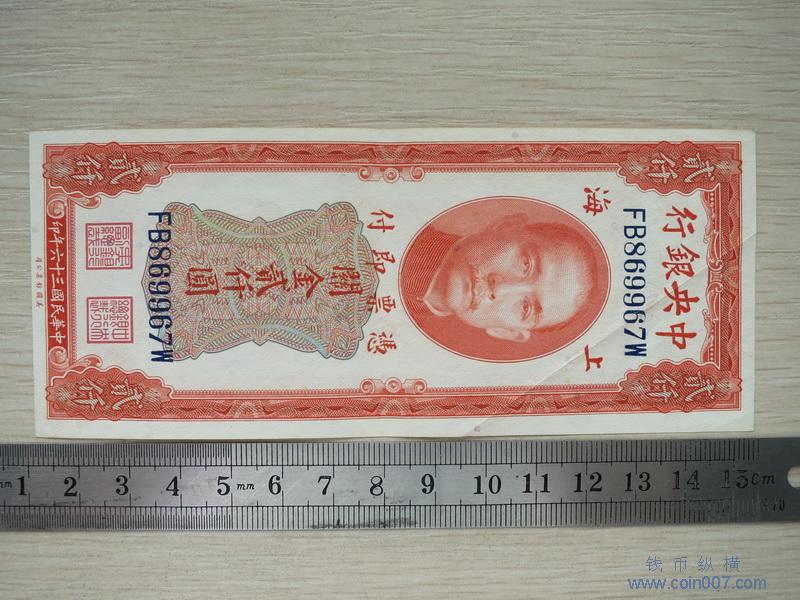 中央銀行
FB869967W
上海
憑票即付
關金貳仟圓
FB869967W
中華民國三十六年印
貳仟
貳仟
貳仟
貳仟
1 2 3 4 5 mm 6 7 8 9 10 11 12 13 14 15 cm
mm
钱币纵横
www.coin007.com